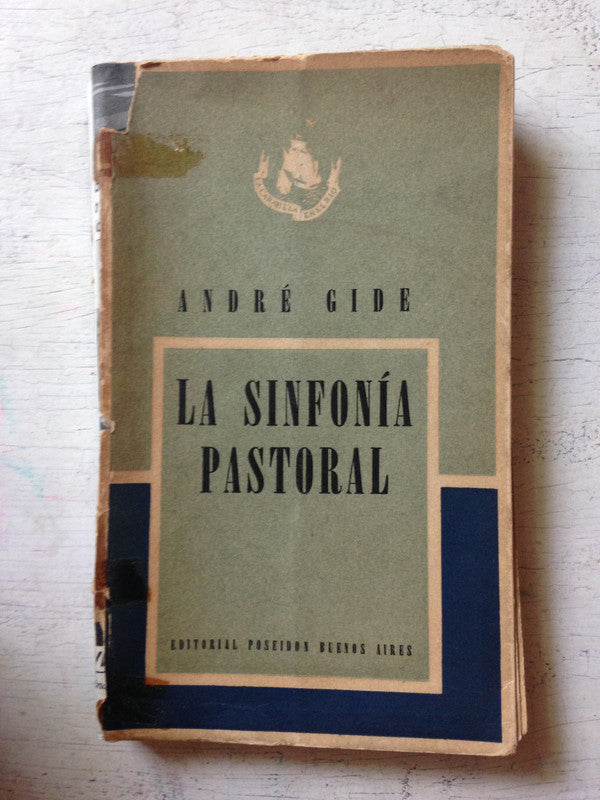 ANDRÉ GIDE
LA SINFONÍA
PASTORAL
EDITORIAL POSEIDON BUENOS AIRES